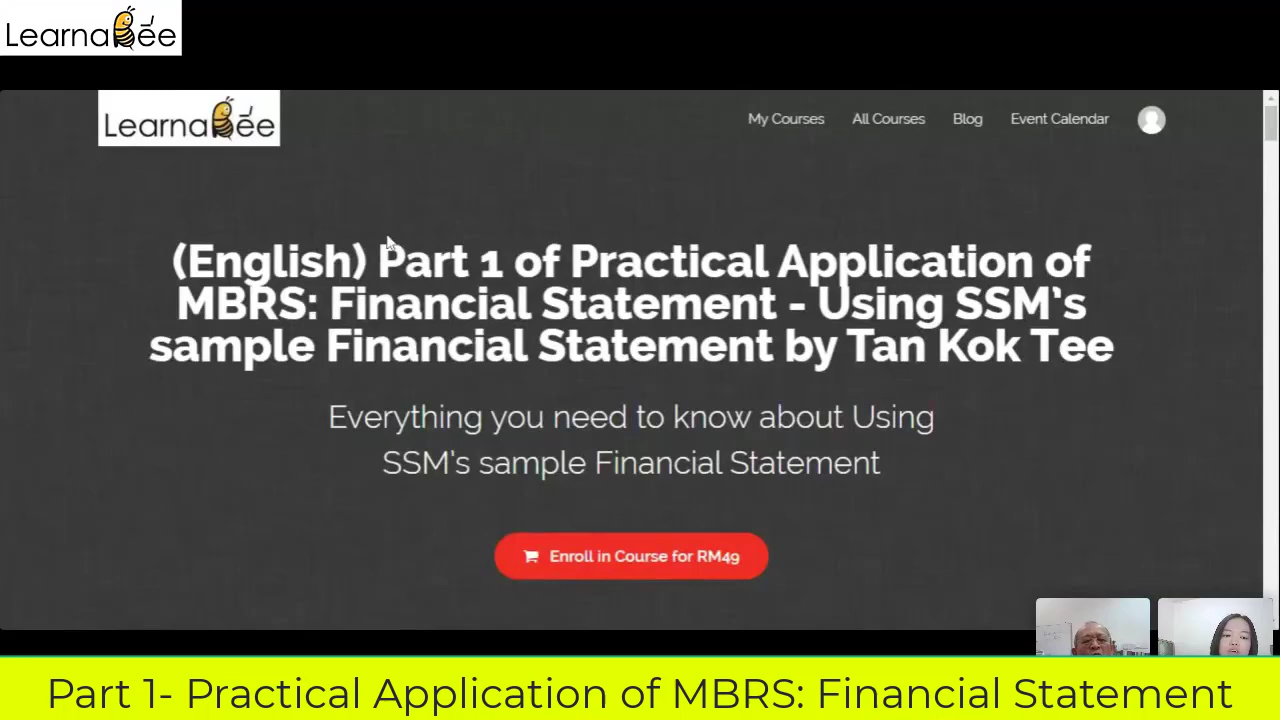 LearnaBee
LearnaBee
My Courses All Courses Blog Event Calendar
(English) Part 1 of Practical Application of
MBRS: Financial Statement - Using SSM's
sample Financial Statement by Tan Kok Tee
Everything you need to know about Using
SSM's sample Financial Statement
Enroll in Course for RM49
Part 1- Practical Application of MBRS: Financial Statement